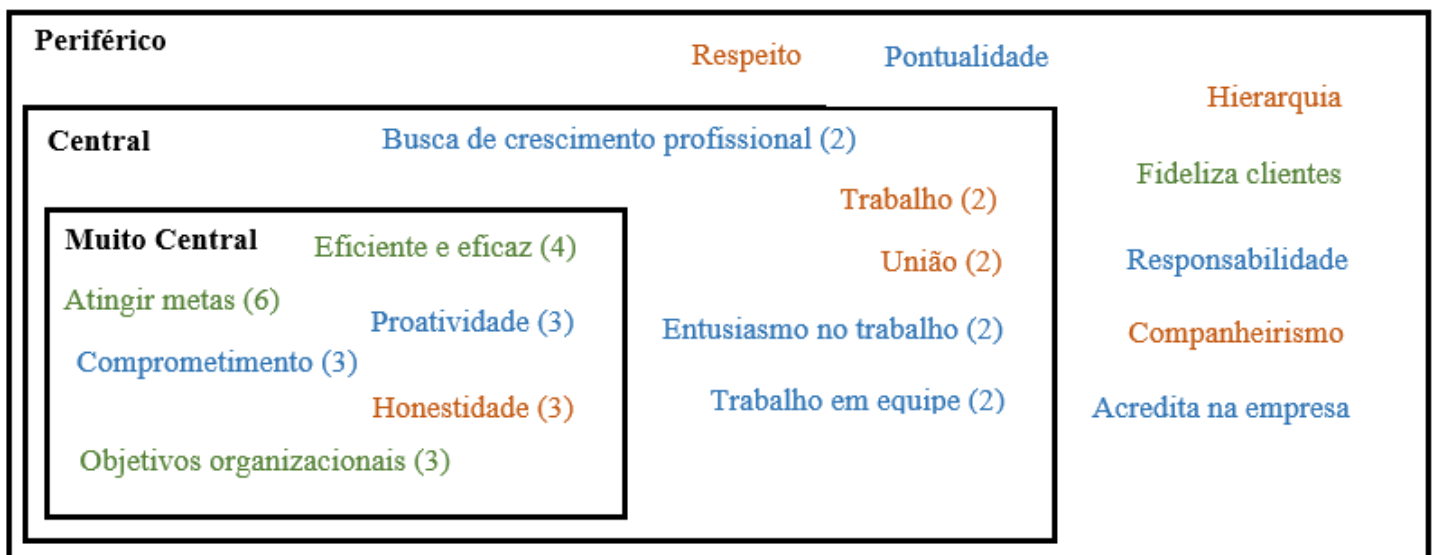 Periférico
Respeito
Pontualidade
Hierarquia
Central
Busca de crescimento profissional (2)
Fideliza clientes
Trabalho (2)
Muito Central
Eficiente e eficaz (4)
União (2)
Responsabilidade
Atingir metas (6)
Proatividade (3)
Entusiasmo no trabalho (2)
Companheirismo
Comprometimento (3)
Honestidade (3)
Trabalho em equipe (2)
Acredita na empresa
Objetivos organizacionais (3)